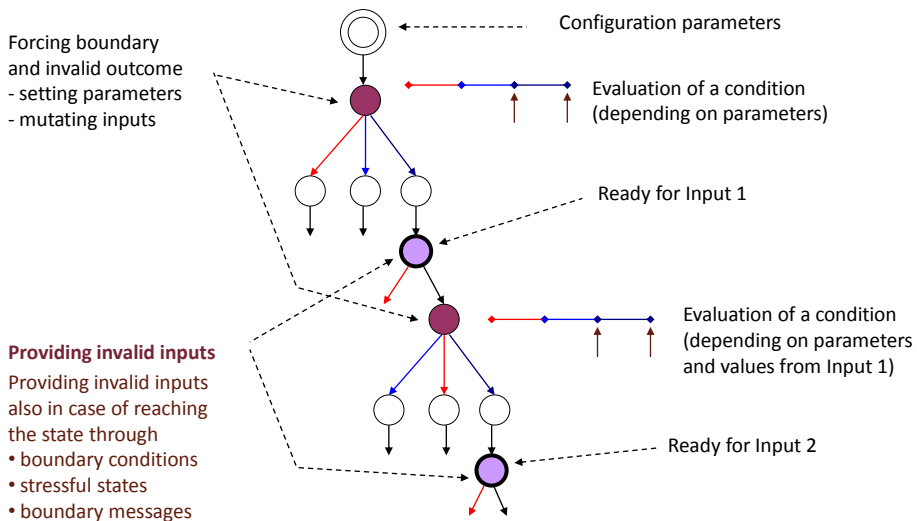 Configuration parameters
Forcing boundary
and invalid outcome
- setting parameters
- mutating inputs
Evaluation of a condition
(depending on parameters)
Ready for Input 1
Evaluation of a condition
(depending on parameters
and values from Input 1)
Providing invalid inputs
Providing invalid inputs
also in case of reaching
the state through
• boundary conditions
• stressful states
• boundary messages
Ready for Input 2